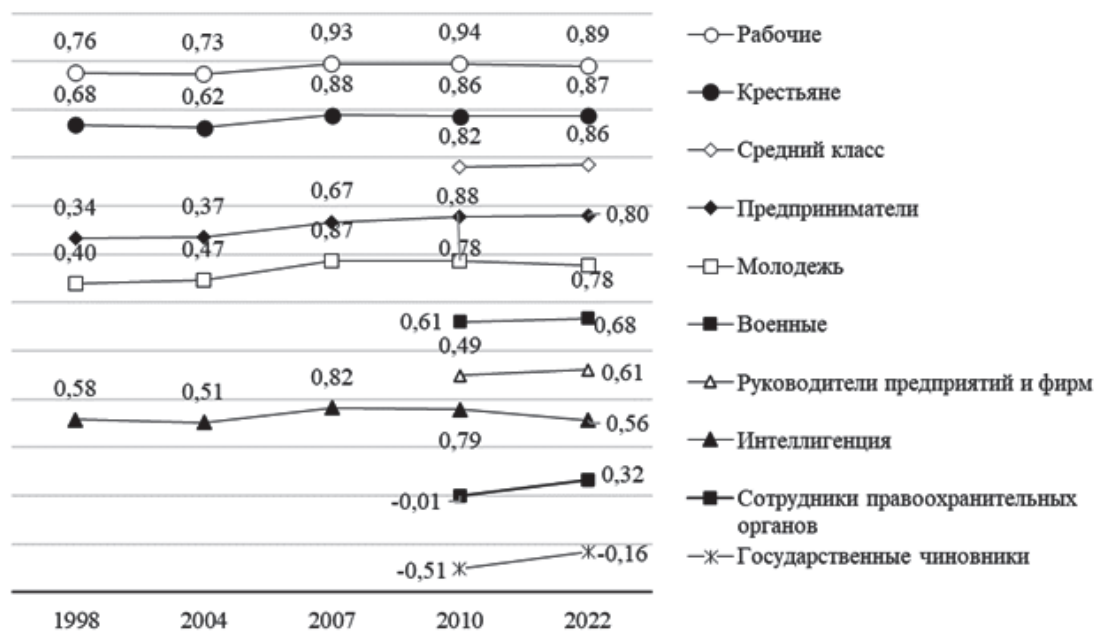 0,76 0,73 0,93 0,94 0,89
0,68 0,62 0,88 0,86 0,87
0,82 0,86
0,34 0,37 0,67 0,88 0,80
0,40 0,47 0,87 0,78 0,78
0,61 0,68
0,49 0,61
0,58 0,51 0,82 0,79 0,56
-0,01 0,32
-0,51 -0,16
1998 2004 2007 2010 2022
Рабочие
Крестьяне
Средний класс
Предприниматели
Молодежь
Военные
Руководители предприятий и фирм
Интеллигенция
Сотрудники правоохранительных
органов
Государственные чиновники